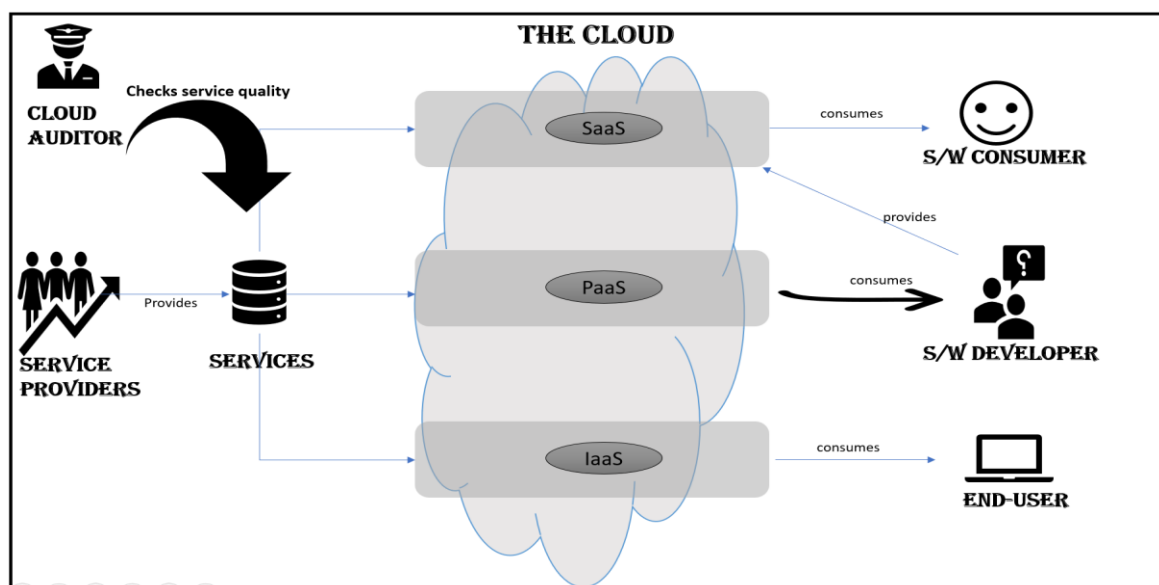 THE CLOUD
Checks service quality
CLOUD
AUDITOR
SaaS
consumes
S/W CONSUMER
provides
PaaS
consumes
Provides
SERVICE
PROVIDERS
SERVICES
S/W DEVELOPER
IaaS
consumes
END-USER